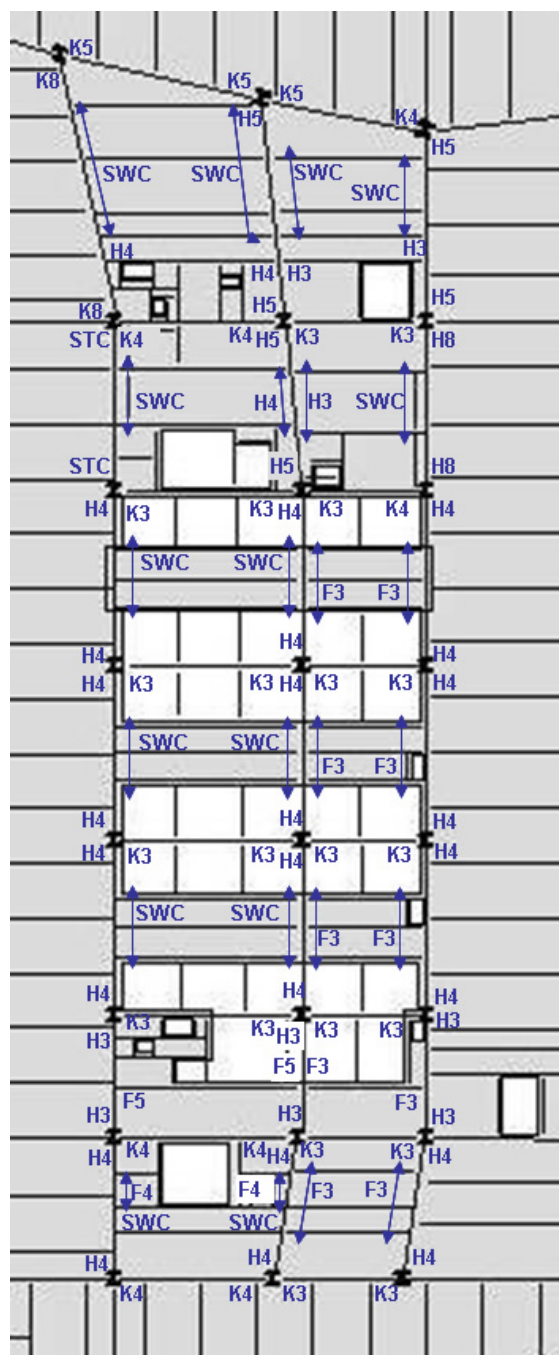 K5
K8
K5 K5
H5
K4
H5
SWC SWC SWC SWC
H4 H3
H4 H3
H5 H5
K8
STC K4 K4 H5 K3 K3 H8
SWC H4 H3 SWC
STC H5 H8
H4 K3 K3 H4 K3 K4 H4
SWC SWC
F3 F3
H4 H4 H4
H4 K3 K3 H4 K3 K3 H4
SWC SWC
F3 F3
H4 H4 H4
H4 K3 K3 H4 K3 K3 H4
SWC SWC
F3 F3
H4 H4 H4
K3 K3 K3 K3 H3
H3 H3
F5 F3
F5 F3
H3 H3 H3
H4 K4 K4 H4 K3 K3 H4
F4 F4 F3 F3
SWC SWC
H4 H4 H4
K4 K4 K3 K3